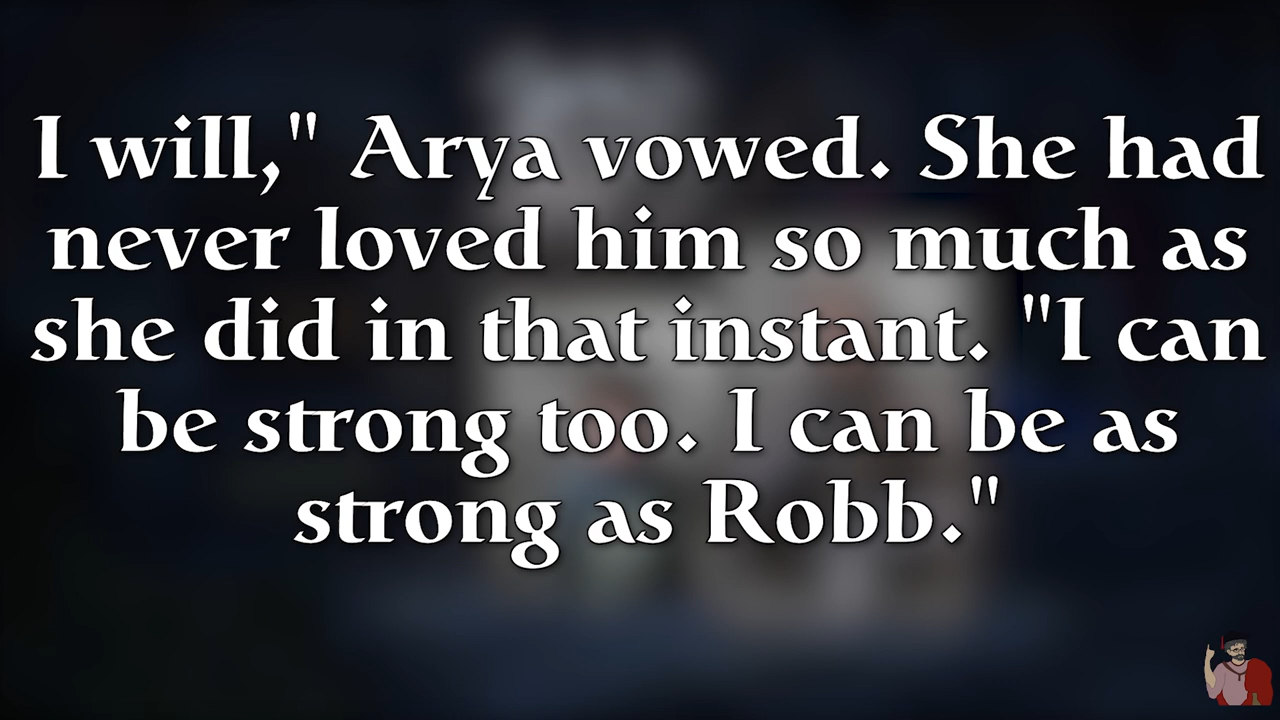 I will," Arya vowed. She had
never loved him so much as
she did in that instant. "I can
be strong too. I can be as
strong as Robb."